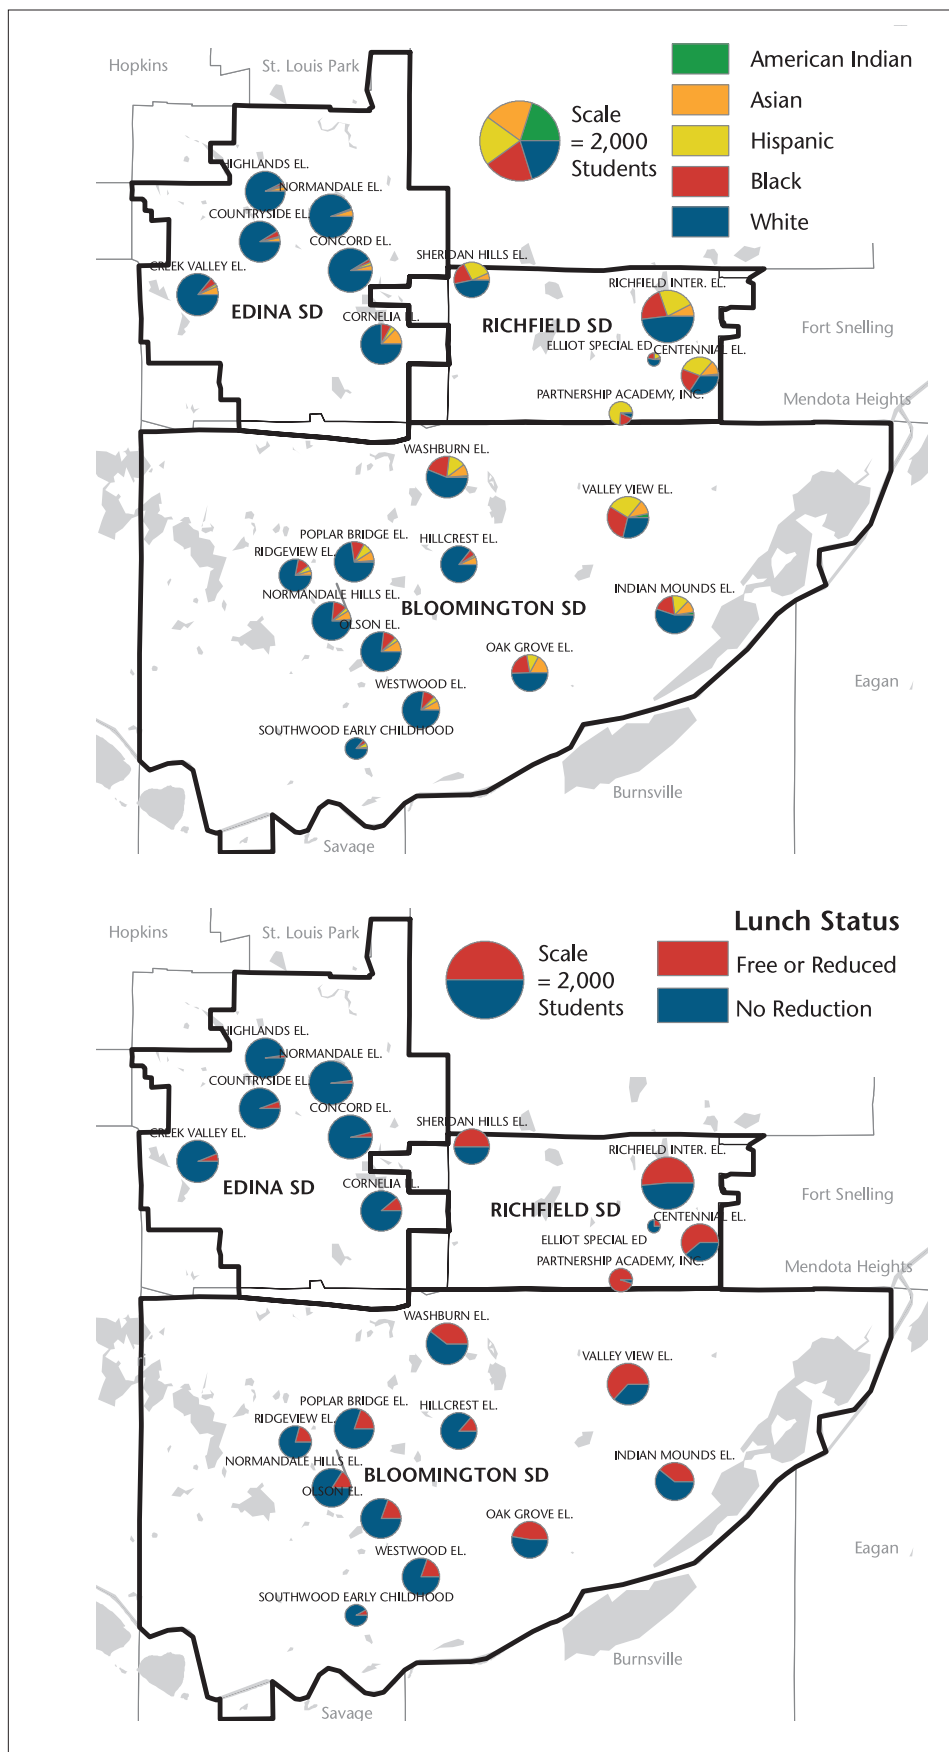 Hopkins
St. Louis Park
American Indian
Asian
Hispanic
Black
White
Scale
= 2,000
Students
HIGHLANDS EL.
NORMANDALE EL.
COUNTRYSIDE EL.
CONCORD EL.
CREEK VALLEY EL.
EDINA SD
CORNELIA EL.
SHERIDAN HILLS EL.
RICHFIELD INTER. EL.
RICHFIELD SD
ELLIOT SPECIAL ED
CENTENNIAL EL.
PARTNERSHIP ACADEMY, INC.
Fort Snelling
Mendota Heights
WASHBURN EL.
VALLEY VIEW EL.
POPLAR BRIDGE EL.
HILLCREST EL.
RIDGEVIEW EL.
NORMANDALE HILLS EL.
BLOOMINGTON SD
INDIAN MOUNDS EL.
OLSON EL.
OAK GROVE EL.
WESTWOOD EL.
Eagan
SOUTHWOOD EARLY CHILDHOOD
Burnsville
Savage
Lunch Status
Free or Reduced
No Reduction
Scale
= 2,000
Students
Hopkins
St. Louis Park
HIGHLANDS EL.
NORMANDALE EL.
COUNTRYSIDE EL.
CONCORD EL.
CREEK VALLEY EL.
EDINA SD
CORNELIA EL.
SHERIDAN HILLS EL.
RICHFIELD INTER. EL.
RICHFIELD SD
CENTENNIAL EL.
ELLIOT SPECIAL ED
PARTNERSHIP ACADEMY, INC.
Fort Snelling
Mendota Heights
WASHBURN EL.
VALLEY VIEW EL.
POPLAR BRIDGE EL.
HILLCREST EL.
RIDGEVIEW EL.
NORMANDALE HILLS EL.
BLOOMINGTON SD
INDIAN MOUNDS EL.
OLSON EL.
OAK GROVE EL.
WESTWOOD EL.
Eagan
SOUTHWOOD EARLY CHILDHOOD
Burnsville
Savage